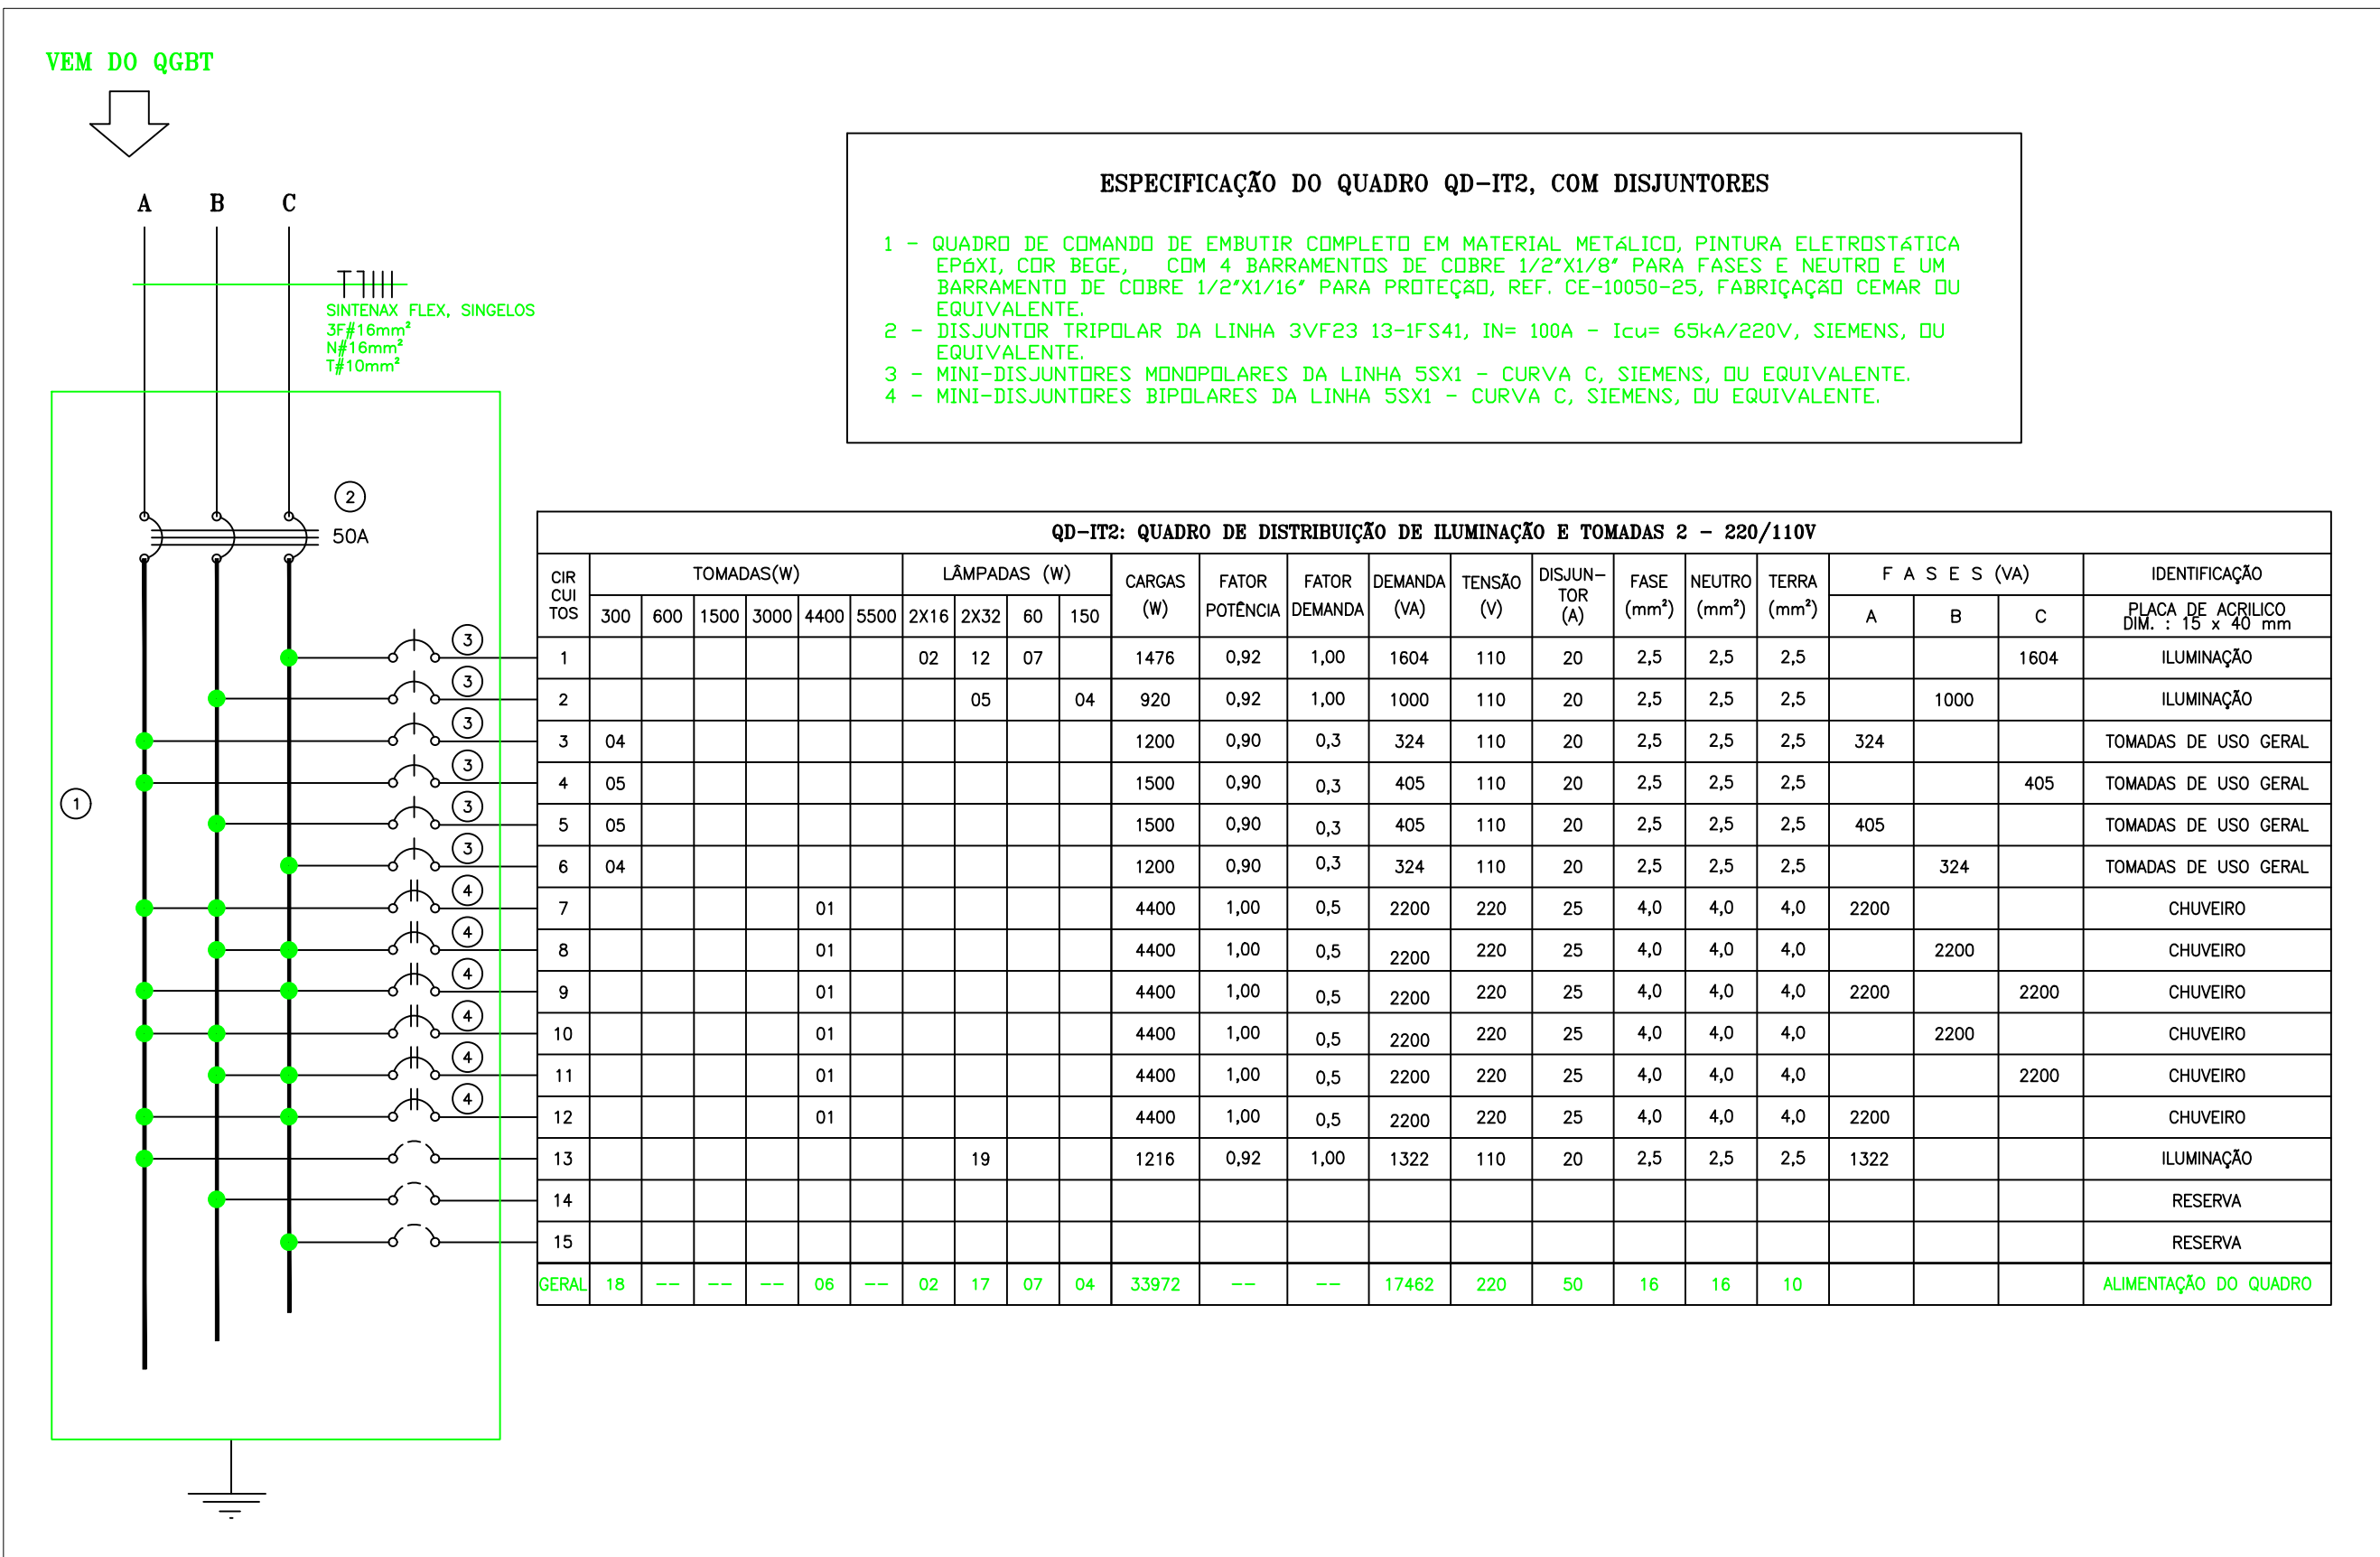 VEM DO QGBT
A B C
SINTENAX FLEX, SINGELOS
3F#16mm²
N#16mm²
T#10mm²
ESPECIFICAÇÃO DO QUADRO QD-IT2, COM DISJUNTORES
1 - QUADRO DE COMANDO DE EMBUTIR COMPLETO EM MATERIAL METáLICO, PINTURA ELETROSTáTICA
EPóXI, COR BEGE, COM 4 BARRAMENTOS DE COBRE 1/2"X1/8" PARA FASES E NEUTRO E UM
BARRAMENTO DE COBRE 1/2"X1/16" PARA PROTEÇãO, REF. CE-10050-25, FABRIÇAÇãO CEMAR OU
EQUIVALENTE.
2 - DISJUNTOR TRIPOLAR DA LINHA 3VF23 13-1FS41, IN= 100A - Icu= 65kA/220V, SIEMENS, OU
EQUIVALENTE.
3 - MINI-DISJUNTORES MONOPOLARES DA LINHA 5SX1 - CURVA C, SIEMENS, OU EQUIVALENTE.
4 - MINI-DISJUNTORES BIPOLARES DA LINHA 5SX1 - CURVA C, SIEMENS, OU EQUIVALENTE.
2
50A
1
3
3
3
3
3
3
4
4
4
4
4
4
QD-IT2: QUADRO DE DISTRIBUIÇÃO DE ILUMINAÇÃO E TOMADAS 2 - 220/110V
CIR CUI TOS TOMADAS(W) LÂMPADAS (W) CARGAS (W) FATOR POTÊNCIA FATOR DEMANDA DEMANDA (VA) TENSÃO (V) DISJUN-TOR (A) FASE (mm²) NEUTRO (mm²) TERRA (mm²) F A S E S (VA) IDENTIFICAÇÃO
300 600 1500 3000 4400 5500 2X16 2X32 60 150 A B C PLACA DE ACRILICO DIM. : 15 x 40 mm
1 02 12 07 1476 0,92 1,00 1604 110 20 2,5 2,5 2,5 1604 ILUMINAÇÃO
2 05 04 920 0,92 1,00 1000 110 20 2,5 2,5 2,5 1000 ILUMINAÇÃO
3 04 1200 0,90 0,3 324 110 20 2,5 2,5 2,5 324 TOMADAS DE USO GERAL
4 05 1500 0,90 0,3 405 110 20 2,5 2,5 2,5 405 TOMADAS DE USO GERAL
5 05 1500 0,90 0,3 405 110 20 2,5 2,5 2,5 405 TOMADAS DE USO GERAL
6 04 1200 0,90 0,3 324 110 20 2,5 2,5 2,5 324 TOMADAS DE USO GERAL
7 01 4400 1,00 0,5 2200 220 25 4,0 4,0 4,0 2200 CHUVEIRO
8 01 4400 1,00 0,5 2200 220 25 4,0 4,0 4,0 2200 CHUVEIRO
9 01 4400 1,00 0,5 2200 220 25 4,0 4,0 4,0 2200 2200 CHUVEIRO
10 01 4400 1,00 0,5 2200 220 25 4,0 4,0 4,0 2200 CHUVEIRO
11 01 4400 1,00 0,5 2200 220 25 4,0 4,0 4,0 2200 CHUVEIRO
12 01 4400 1,00 0,5 2200 220 25 4,0 4,0 4,0 2200 CHUVEIRO
13 19 1216 0,92 1,00 1322 110 20 2,5 2,5 2,5 1322 ILUMINAÇÃO
14 RESERVA
15 RESERVA
GERAL 18 -- -- -- 06 -- 02 17 07 04 33972 -- -- 17462 220 50 16 16 10 ALIMENTAÇÃO DO QUADRO